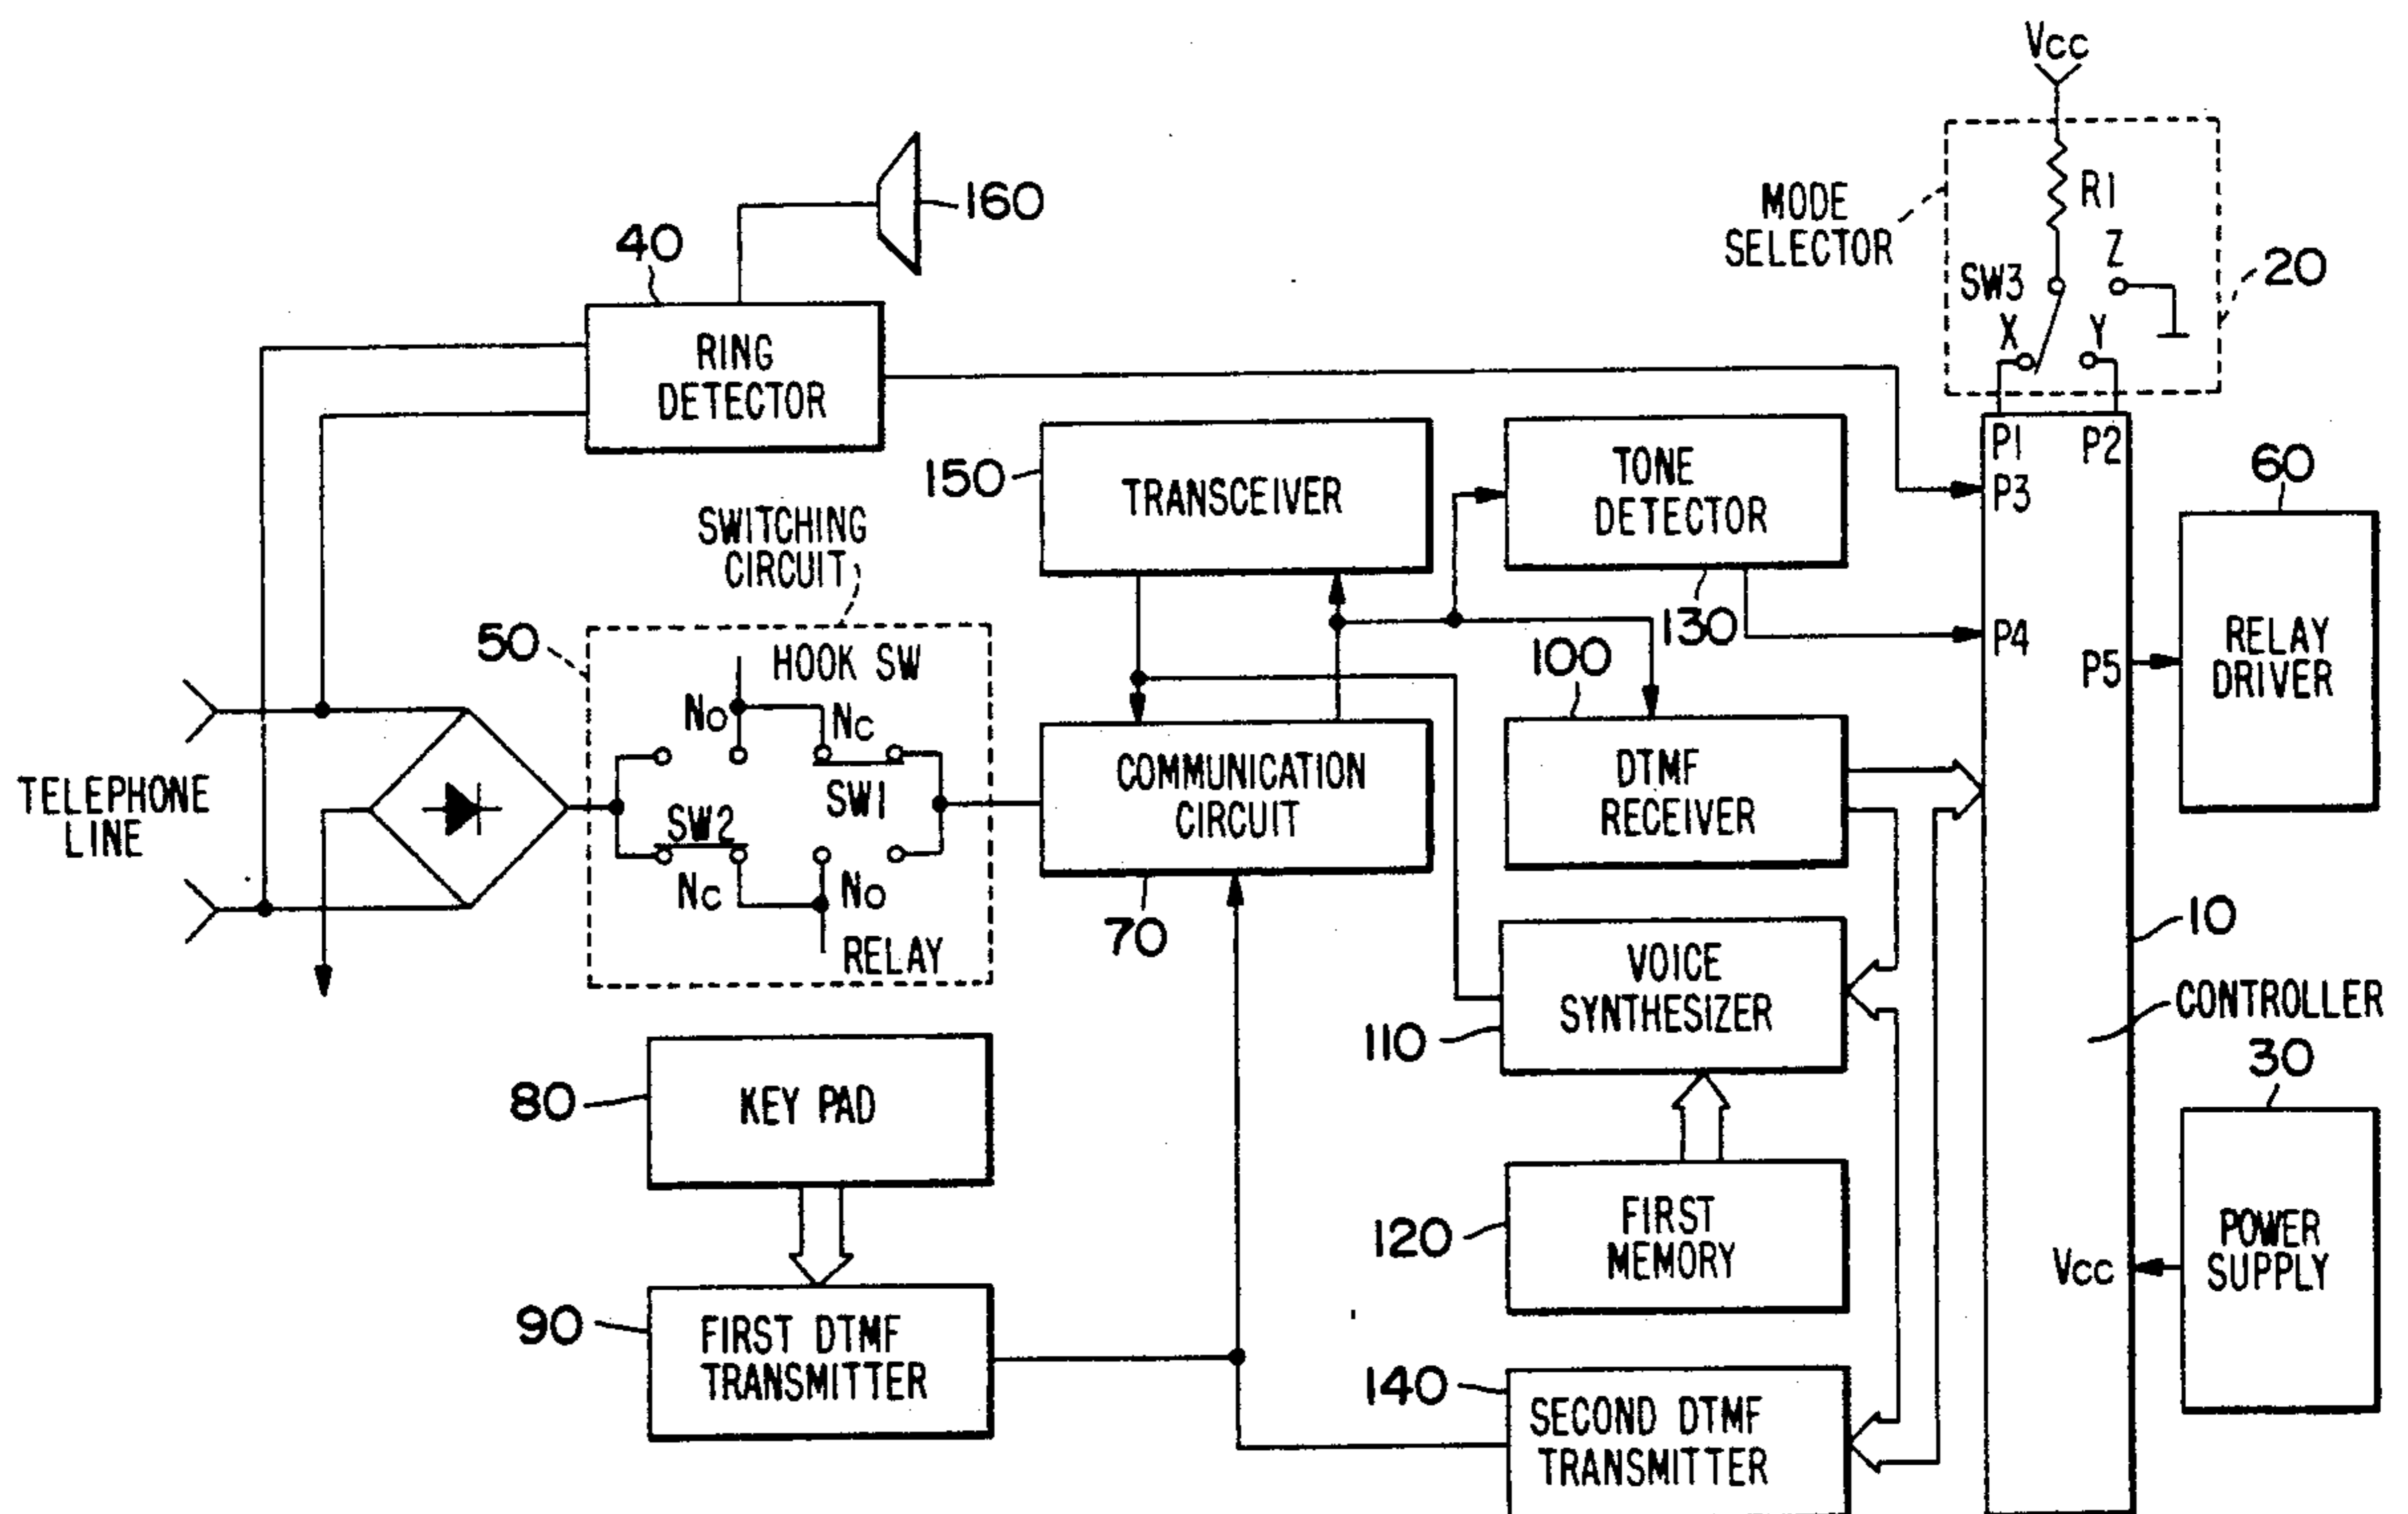 Vcc
MODE
SELECTOR
R1
SW3
Z
X
Y
20
160
40
RING
DETECTOR
150
TRANSCEIVER
TONE
DETECTOR
130
P1
P2
P3
P4
P5
60
RELAY
DRIVER
SWITCHING
CIRCUIT
50
HOOK SW
No
Nc
SW1
SW2
Nc
No
RELAY
TELEPHONE
LINE
COMMUNICATION
CIRCUIT
70
100
DTMF
RECEIVER
10
CONTROLLER
VOICE
SYNTHESIZER
110
30
POWER
SUPPLY
Vcc
80
KEY PAD
120
FIRST
MEMORY
90
FIRST DTMF
TRANSMITTER
140
SECOND DTMF
TRANSMITTER